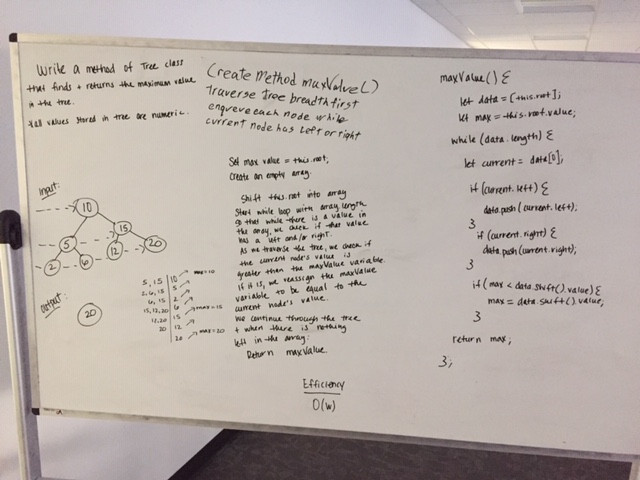 Write a method of Tree class
that finds + returns the maximum value
in the tree.
*all values stored in tree are numeric.
Input:
10
5
15
2
6
12
20
Output:
20
Create Method maxValue()
Traverse Tree breadth first
enqueue each node while
current node has left or right
Set max value = this.root;
Create an empty array.
Shift this.root into array
Start while loop with array.length
so that while there is a value in
the array, we check if that value
has a left and/or right.
As we traverse the tree, we check if
the current node's value is
greater than the maxValue variable.
If it is, we reassign the maxValue
variable to be equal to the
current node's value.
We continue through the tree
+ when there is nothing
left in the array:
Return maxValue
5, 15 | 10 max=10
2, 6, 15 | 5
6, 15 | 2
15, 12, 20 | 6 max=15
12, 20 | 15
20 | 12
20 max=20
Efficiency
O(w)
maxValue() {
let data = [this.root];
let max = this.root.value;
while (data.length) {
let current = data[0];
if (current.left) {
data.push(current.left);
}
if (current.right) {
data.push(current.right);
}
if (max < data.shift().value) {
max = data.shift().value;
}
return max;
};